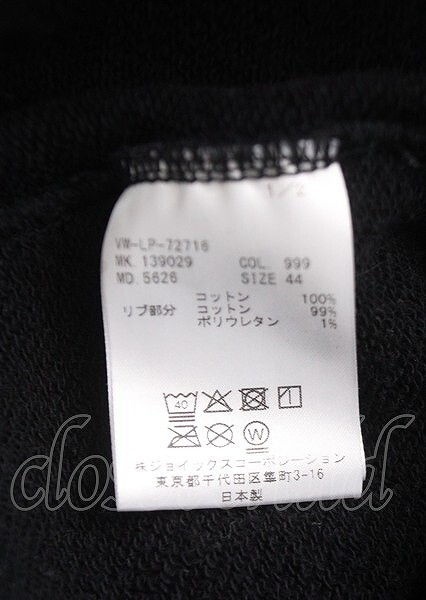 1/2
VW-LP-72716
MK. 139029 COL. 999
MD. 5626 SIZE 44
コットン 100%
リブ部分 コットン 99%
ポリウレタン 1%
40
W
株ジョイックスコーポレーション
東京都千代田区隼町3-16
日本製
closetchild